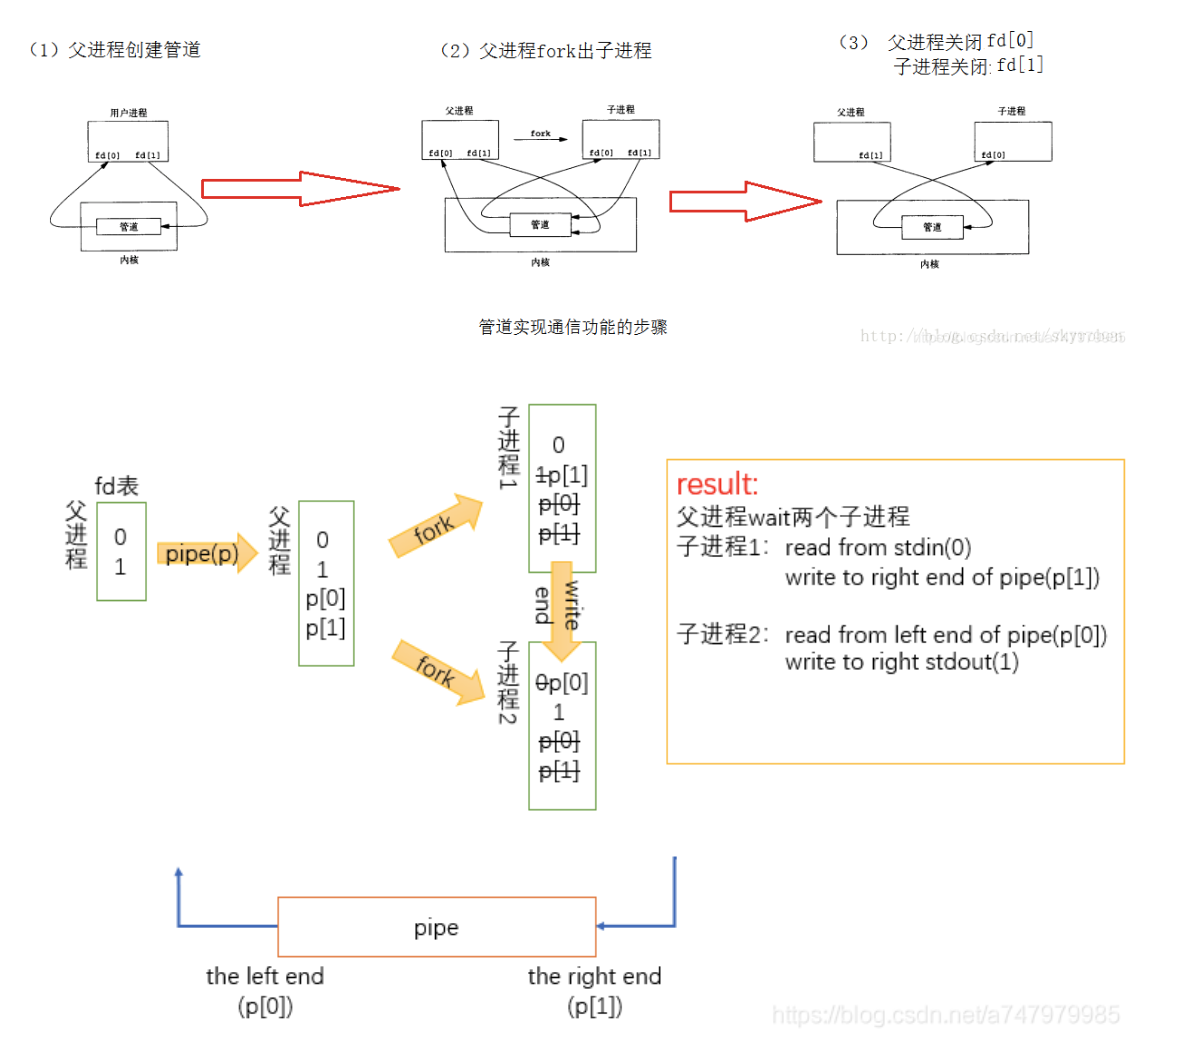 （1）父进程创建管道
（2）父进程fork出子进程
（3） 父进程关闭 fd[0]
子进程关闭: fd[1]
用户进程
fd[0] fd[1]
管道
内核
父进程
fork
子进程
fd[0] fd[1]
fd[0] fd[1]
管道
内核
父进程
子进程
fd[1]
fd[0]
管道
内核
管道实现通信功能的步骤
fd表
父进程
0
1
pipe(p)
父进程
0
1
p[0]
p[1]
fork
fork
子进程1
0
1p[1]
p[0]
p[1]
write
end
子进程2
0p[0]
1
p[0]
p[1]
result:
父进程wait两个子进程
子进程1： read from stdin(0)
write to right end of pipe(p[1])
子进程2： read from left end of pipe(p[0])
write to right stdout(1)
pipe
the left end
(p[0])
the right end
(p[1])
https://blog.csdn.net/a747979985